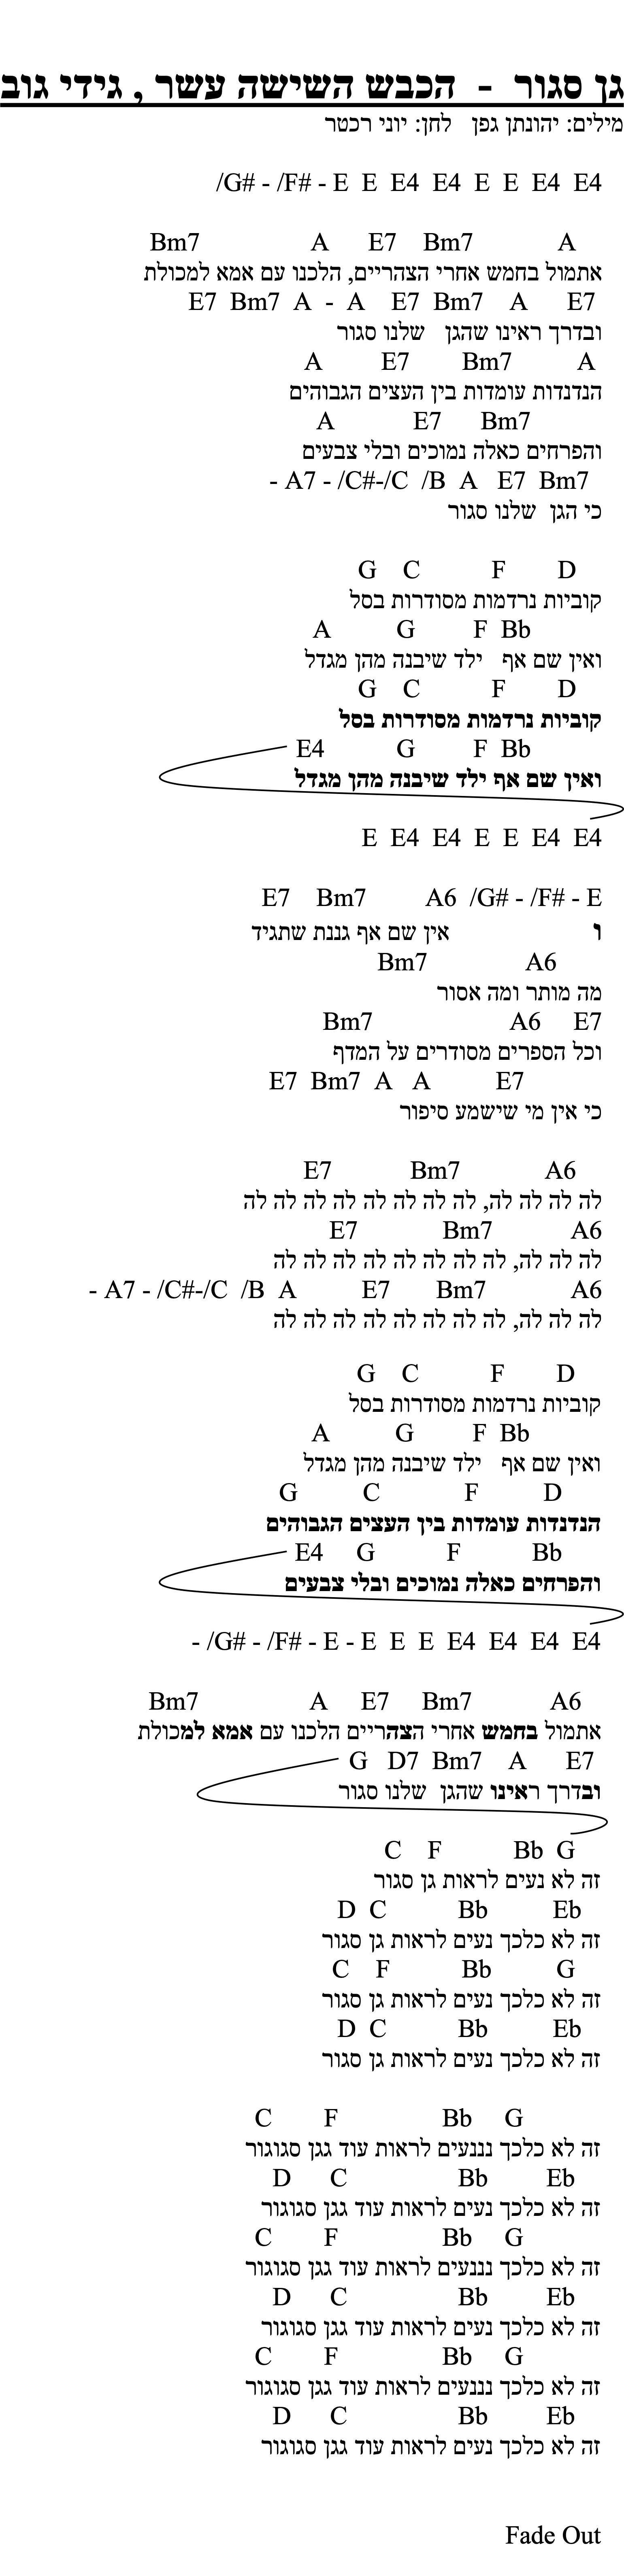 גן סגור - הכבש השישה עשר , גידי גוב
מילים: יהונתן גפן לחן: יוני רכטר
/G# - /F# - E E E4 E4 E E E4 E4
Bm7 A E7 Bm7 A
אתמול בחמש אחרי הצהריים, הלכנו עם אמא למכולת
E7 Bm7 A - A E7 Bm7 A E7
ובדרך ראינו שהגן שלנו סגור
A E7 Bm7 A
הנדנדות עומדות בין העצים הגבוהים
A E7 Bm7
והפרחים כאלה נמוכים ובלי צבעים
- A7 - /C#-/C /B A E7 Bm7
כי הגן שלנו סגור
G C F D
קוביות נרדמות מסודרות בסל
A G F Bb
ואין שם אף ילד שיבנה מהן מגדל
G C F D
קוביות נרדמות מסודרות בסל
E4 G F Bb
ואין שם אף ילד שיבנה מהן מגדל
E E4 E4 E E E4 E4
E7 Bm7 A6 /G# - /F# - E
ו אין שם אף גננת שתגיד
Bm7 A6
מה מותר ומה אסור
Bm7 A6 E7
וכל הספרים מסודרים על המדף
E7 Bm7 A A E7
כי אין מי שישמע סיפור
E7 Bm7 A6
לה לה לה לה, לה לה לה לה לה לה לה לה
E7 Bm7 A6
לה לה לה, לה לה לה לה לה לה לה לה
- A7 - /C#-/C /B A E7 Bm7 A6
לה לה לה, לה לה לה לה לה לה לה לה
G C F D
קוביות נרדמות מסודרות בסל
A G F Bb
ואין שם אף ילד שיבנה מהן מגדל
G C F D
הנדנדות עומדות בין העצים הגבוהים
E4 G F Bb
והפרחים כאלה נמוכים ובלי צבעים
- /G# - /F# - E - E E E E4 E4 E4 E4
Bm7 A E7 Bm7 A6
אתמול בחמש אחרי הצהריים הלכנו עם אמא למכולת
G D7 Bm7 A E7
ובדרך ראינו שהגן שלנו סגור
C F Bb G
זה לא נעים לראות גן סגור
D C Bb Eb
זה לא כלכך נעים לראות גן סגור
C F Bb G
זה לא כלכך נעים לראות גן סגור
D C Bb Eb
זה לא כלכך נעים לראות גן סגור
C F Bb G
זה לא כלכך נננעים לראות עוד גגן סגוגור
D C Bb Eb
זה לא כלכך נעים לראות עוד גגן סגוגור
C F Bb G
זה לא כלכך נננעים לראות עוד גגן סגוגור
D C Bb Eb
זה לא כלכך נעים לראות עוד גגן סגוגור
C F Bb G
זה לא כלכך נננעים לראות עוד גגן סגוגור
D C Bb Eb
זה לא כלכך נעים לראות עוד גגן סגוגור
Fade Out